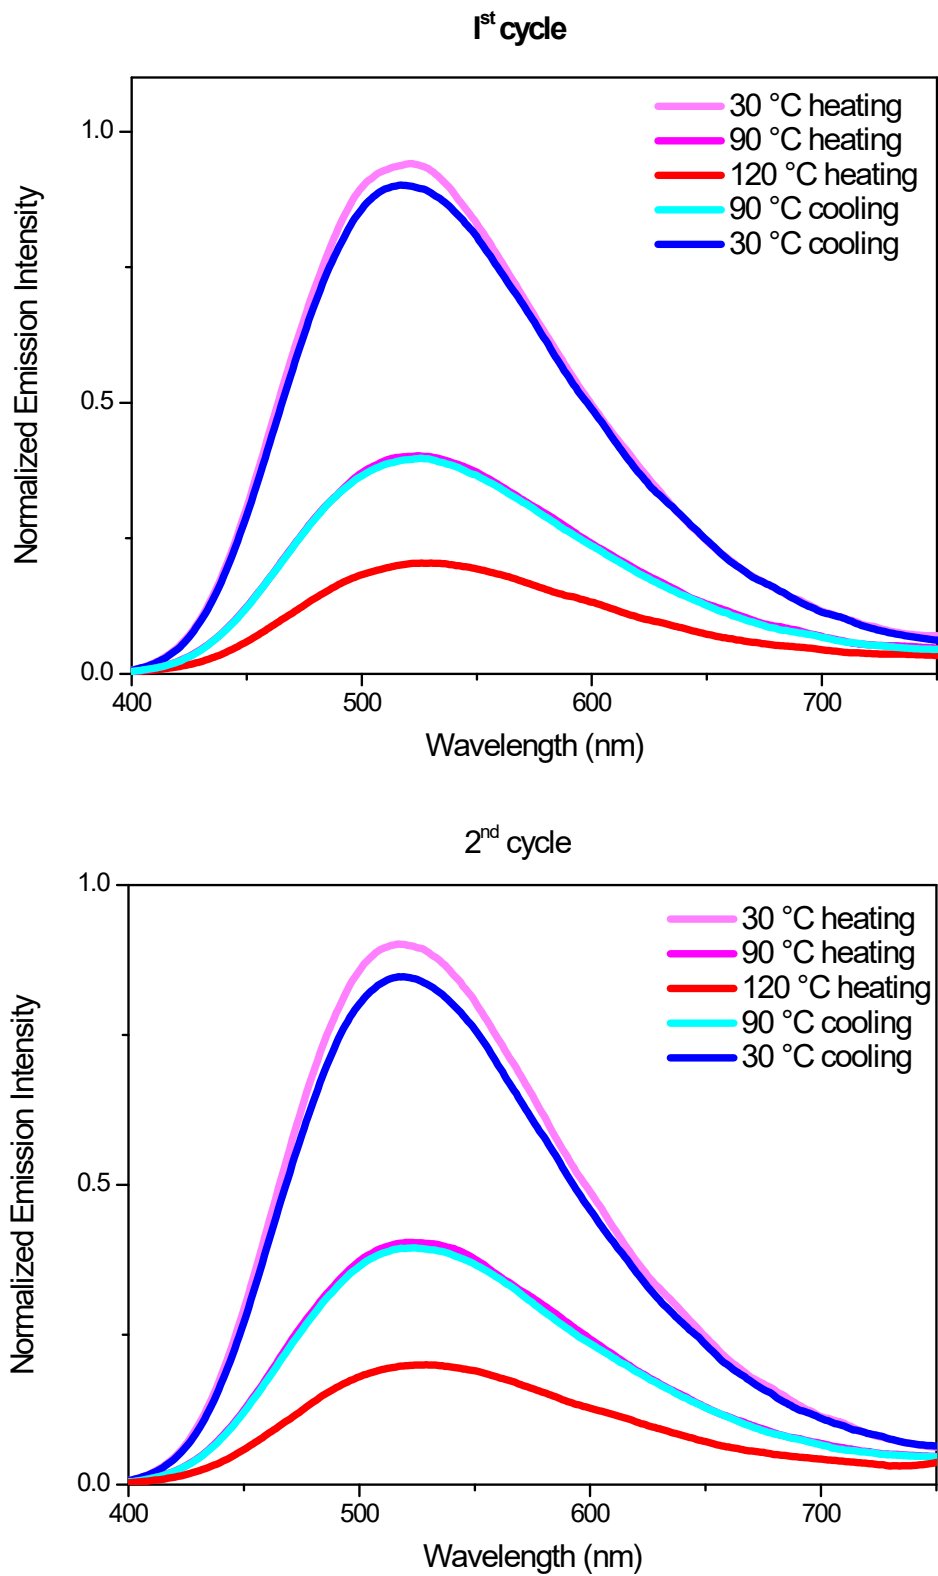 Iˢᵗ cycle
30 °C heating
90 °C heating
120 °C heating
90 °C cooling
30 °C cooling
Normalized Emission Intensity
1.0
0.5
0.0
400 500 600 700
Wavelength (nm)
2ⁿᵈ cycle
30 °C heating
90 °C heating
120 °C heating
90 °C cooling
30 °C cooling
Normalized Emission Intensity
1.0
0.5
0.0
400 500 600 700
Wavelength (nm)